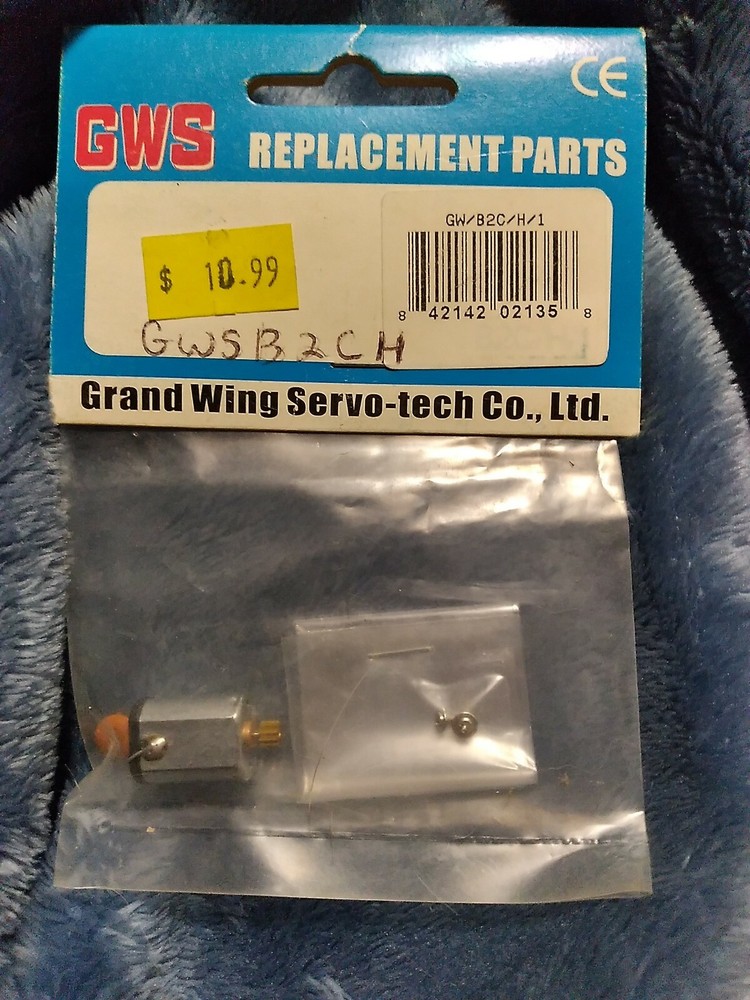 CE
GWS REPLACEMENT PARTS
GW/B2C/H/1
$ 10.99
8 42142 02135 8
GWSB2CH
Grand Wing Servo-tech Co., Ltd.